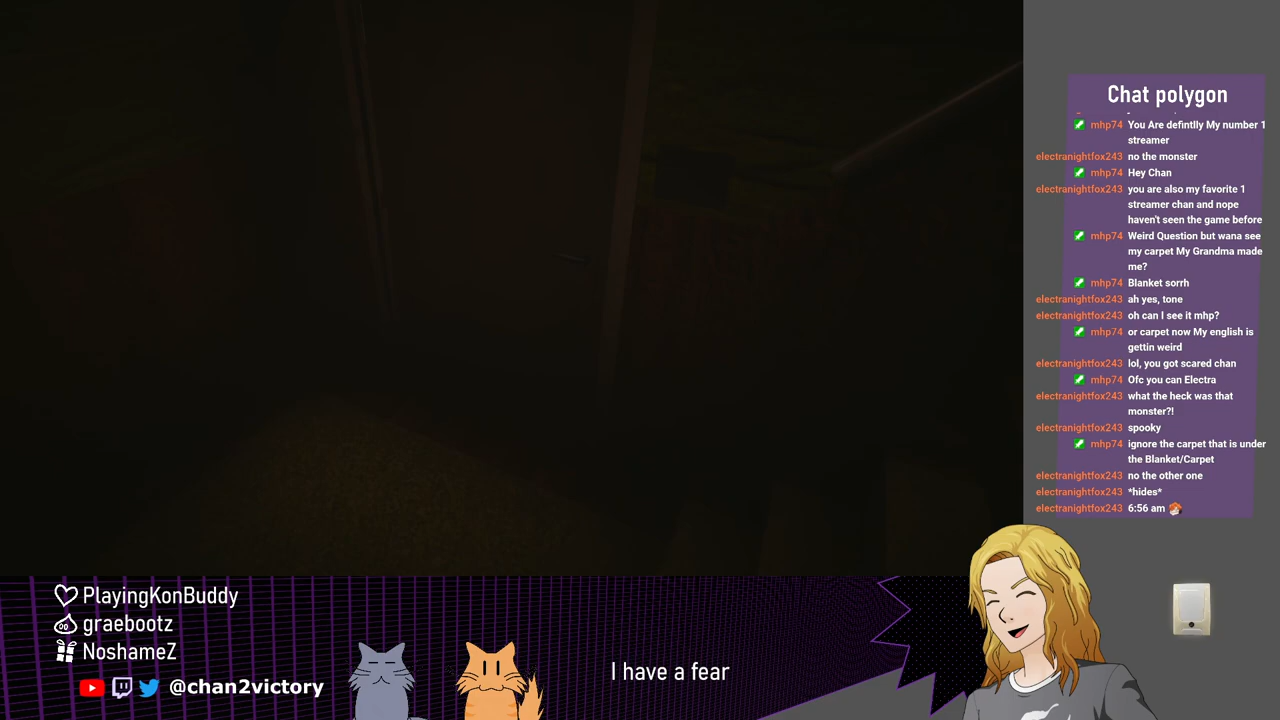 Chat polygon
mhp74 You Are defintlly My number 1
streamer
electranightfox243 no the monster
mhp74 Hey Chan
electranightfox243 you are also my favorite 1
streamer chan and nope
haven't seen the game before
mhp74 Weird Question but wana see
my carpet My Grandma made
me?
mhp74 Blanket sorrh
electranightfox243 ah yes, tone
electranightfox243 oh can I see it mhp?
mhp74 or carpet now My english is
gettin weird
electranightfox243 lol, you got scared chan
mhp74 Ofc you can Electra
electranightfox243 what the heck was that
monster?!
electranightfox243 spooky
mhp74 ignore the carpet that is under
the Blanket/Carpet
electranightfox243 no the other one
electranightfox243 *hides*
electranightfox243 6:56 am
PlayingKonBuddy
graebootz
NoshameZ
@chan2victory
I have a fear